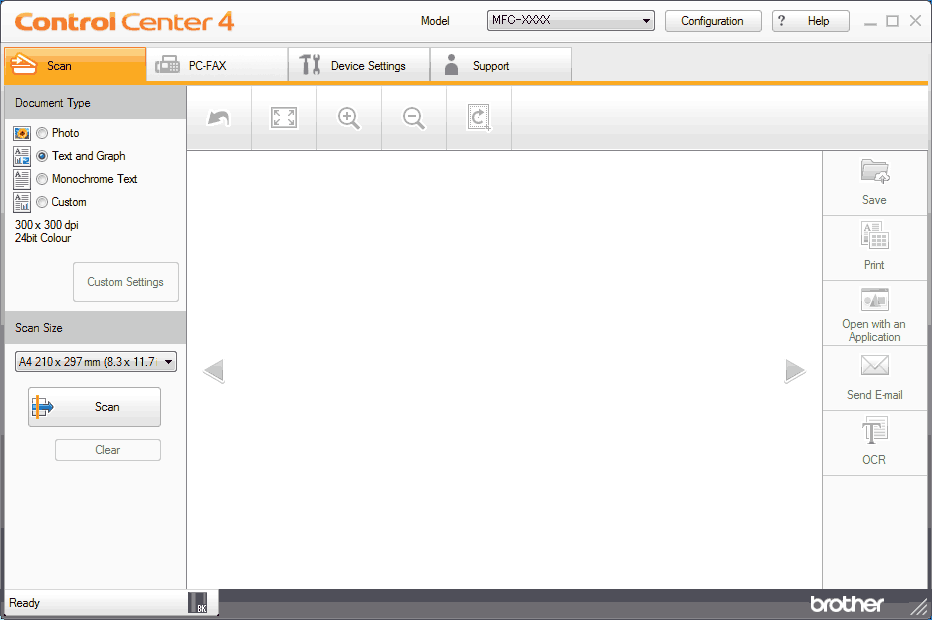 Control Center 4
Model
MFC-XXXX
Configuration
? Help
Scan
PC-FAX
Device Settings
Support
Document Type
Photo
Text and Graph
Monochrome Text
Custom
300 x 300 dpi
24bit Colour
Custom Settings
Scan Size
A4 210 x 297 mm (8.3 x 11.7
Scan
Clear
Save
Print
Open with an
Application
Send E-mail
OCR
Ready
BK
brother